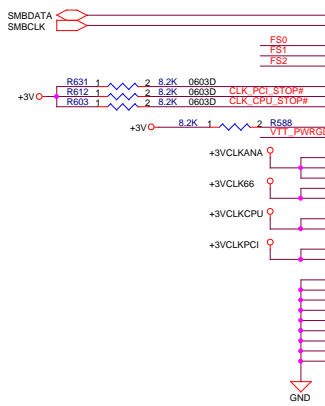 SMBDATA
SMBCLK
FS0
FS1
FS2
R631 1 2 8.2K 0603D
R612 1 2 8.2K 0603D CLK_PCI_STOP#
+3V R603 1 2 8.2K 0603D CLK_CPU_STOP#
+3V 8.2K 1 2 R588
VTT_PWRGD
+3VCLKANA
+3VCLK66
+3VCLKCPU
+3VCLKPCI
GND